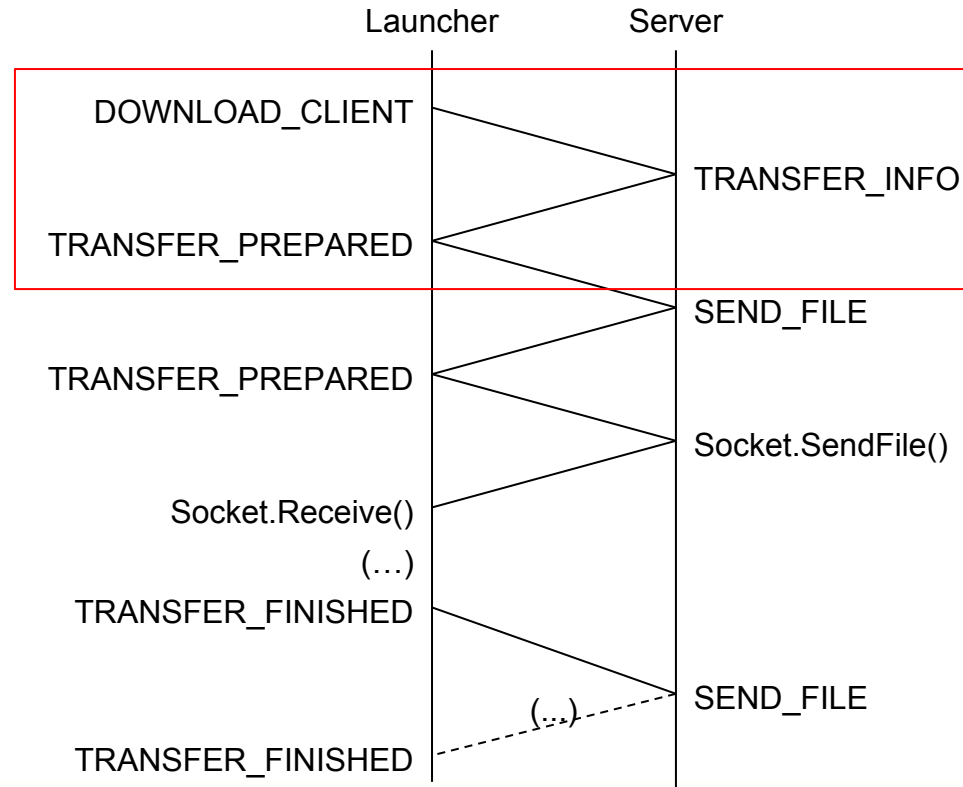 Launcher Server
DOWNLOAD_CLIENT
TRANSFER_INFO
TRANSFER_PREPARED
SEND_FILE
TRANSFER_PREPARED
Socket.SendFile()
Socket.Receive()
(…)
TRANSFER_FINISHED
SEND_FILE
(...)
TRANSFER_FINISHED